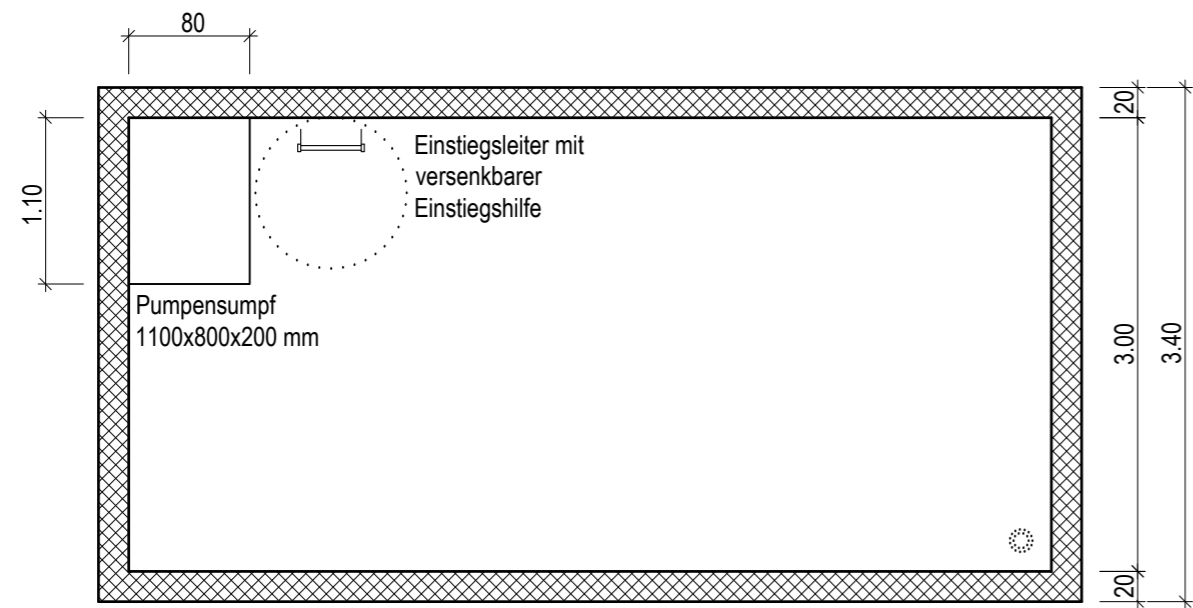 80
20
Einstiegsleiter mit
versenkbarer
Einstiegshilfe
1.10
Pumpensumpf
1100x800x200 mm
3.00
3.40
20